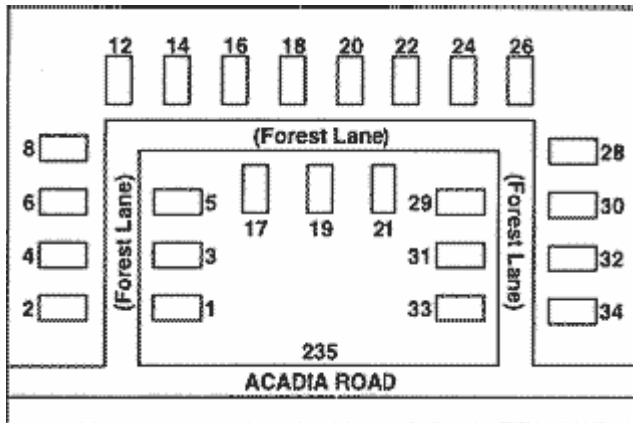 12 14 16 18 20 22 24 26
(Forest Lane)
8 28
6 5 29 30
17 19 21
(Forest Lane) (Forest Lane)
4 3 31 32
2 1 33 34
235
ACADIA ROAD